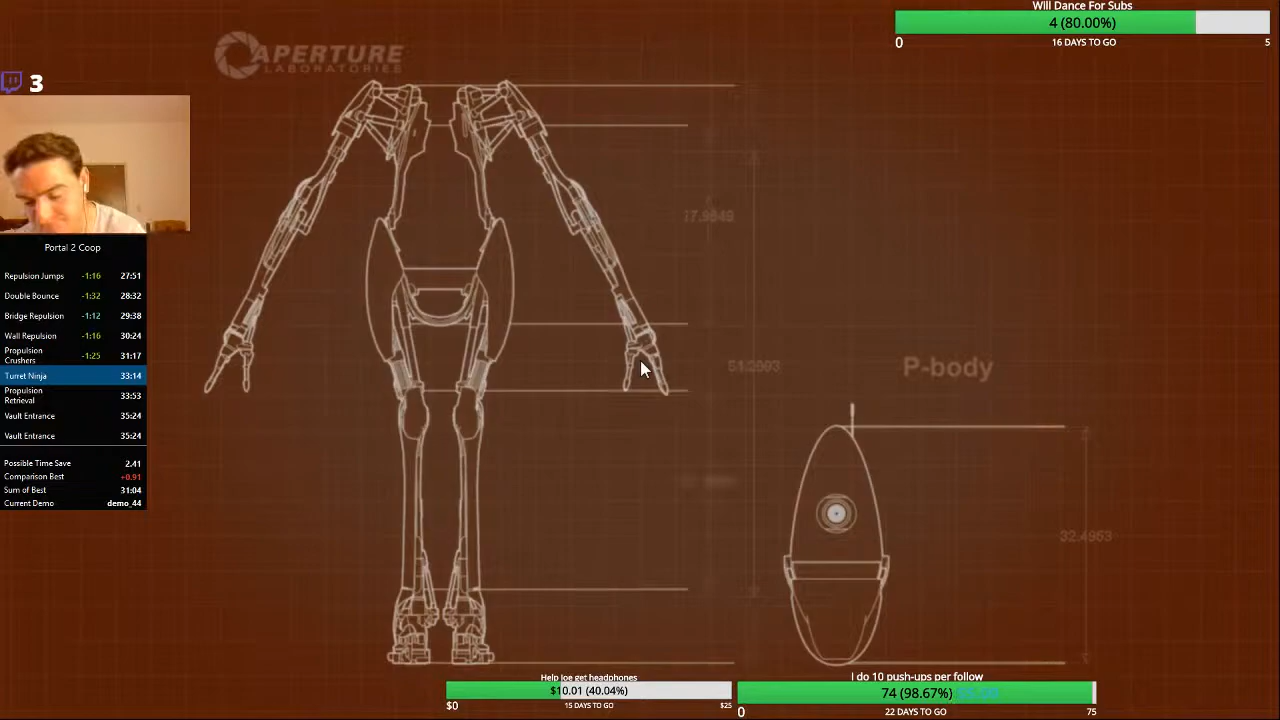 Will Dance For Subs
4 (80.00%)
0
16 DAYS TO GO
5
APERTURE
LABORATORIES
3
17.9849
Portal 2 Coop
Repulsion Jumps -1:16 27:51
Double Bounce -1:32 28:32
Bridge Repulsion -1:12 29:38
Wall Repulsion -1:16 30:24
Propulsion
Crushers -1:25 31:17
Turret Ninja 33:14
Propulsion
Retrieval 33:53
Vault Entrance 35:24
Vault Entrance 35:24
Possible Time Save 2.41
Comparison Best +0.91
Sum of Best 31:04
Current Demo demo_44
P-body
32.4953
Help Joe get headphones
$10.01 (40.04%)
$0
15 DAYS TO GO
$25
I do 10 push-ups per follow
74 (98.67%)
0
22 DAYS TO GO
75